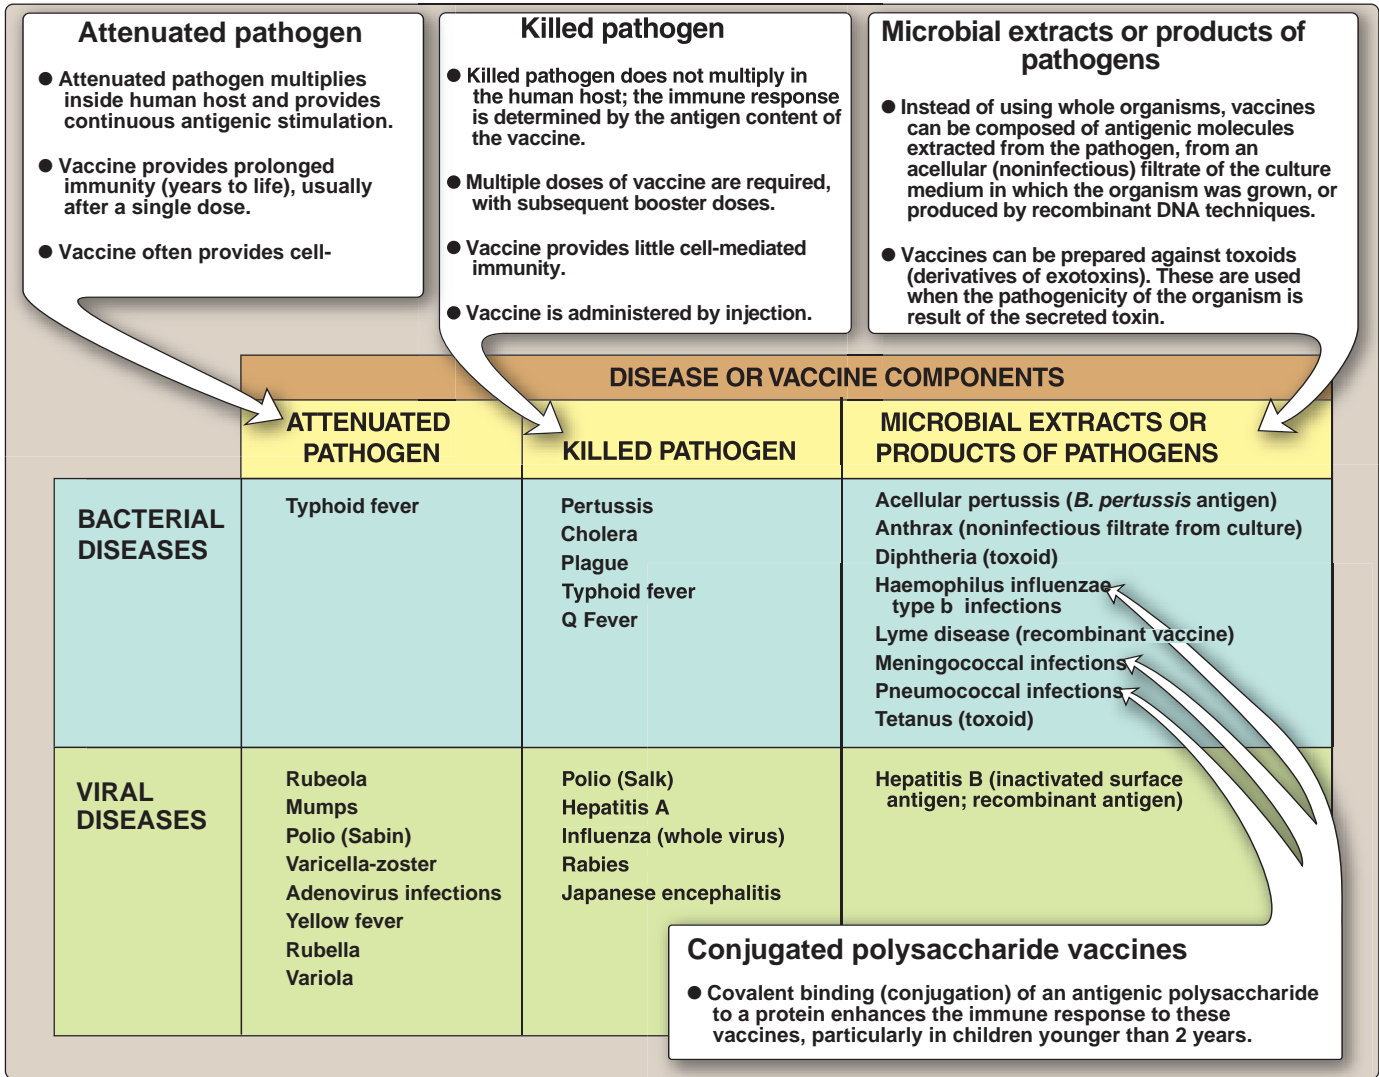 Attenuated pathogen
● Attenuated pathogen multiplies
inside human host and provides
continuous antigenic stimulation.
● Vaccine provides prolonged
immunity (years to life), usually
after a single dose.
● Vaccine often provides cell-
Killed pathogen
● Killed pathogen does not multiply in
the human host; the immune response
is determined by the antigen content of
the vaccine.
● Multiple doses of vaccine are required,
with subsequent booster doses.
● Vaccine provides little cell-mediated
immunity.
● Vaccine is administered by injection.
Microbial extracts or products of
pathogens
● Instead of using whole organisms, vaccines
can be composed of antigenic molecules
extracted from the pathogen, from an
acellular (noninfectious) filtrate of the culture
medium in which the organism was grown, or
produced by recombinant DNA techniques.
● Vaccines can be prepared against toxoids
(derivatives of exotoxins). These are used
when the pathogenicity of the organism is
result of the secreted toxin.
DISEASE OR VACCINE COMPONENTS
ATTENUATED
PATHOGEN
KILLED PATHOGEN
MICROBIAL EXTRACTS OR
PRODUCTS OF PATHOGENS
BACTERIAL
DISEASES
Typhoid fever
Pertussis
Cholera
Plague
Typhoid fever
Q Fever
Acellular pertussis (B. pertussis antigen)
Anthrax (noninfectious filtrate from culture)
Diphtheria (toxoid)
Haemophilus influenzae
type b infections
Lyme disease (recombinant vaccine)
Meningococcal infections
Pneumococcal infections
Tetanus (toxoid)
VIRAL
DISEASES
Rubeola
Mumps
Polio (Sabin)
Varicella-zoster
Adenovirus infections
Yellow fever
Rubella
Variola
Polio (Salk)
Hepatitis A
Influenza (whole virus)
Rabies
Japanese encephalitis
Hepatitis B (inactivated surface
antigen; recombinant antigen)
Conjugated polysaccharide vaccines
● Covalent binding (conjugation) of an antigenic polysaccharide
to a protein enhances the immune response to these
vaccines, particularly in children younger than 2 years.